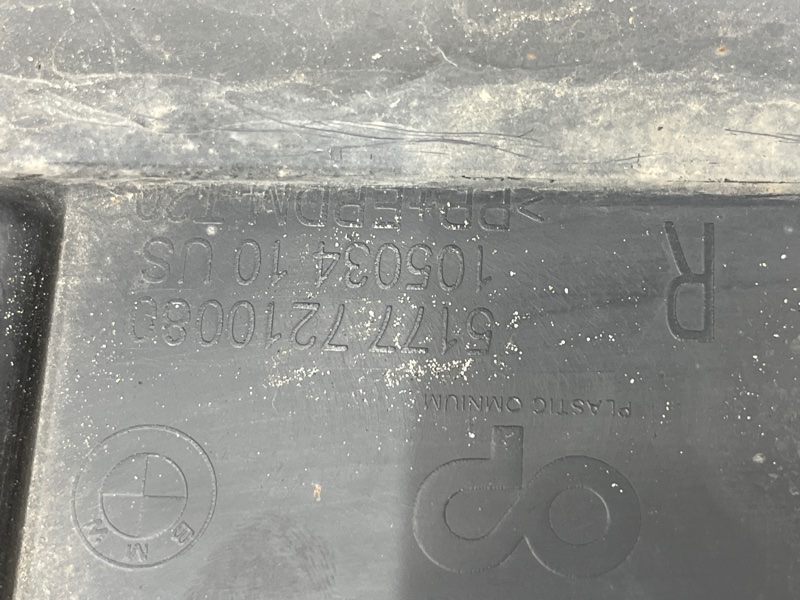 BMW
PLASTIC OMNIUM
R
5177 7210080
105034 10 US
>PP+EPDM-T20